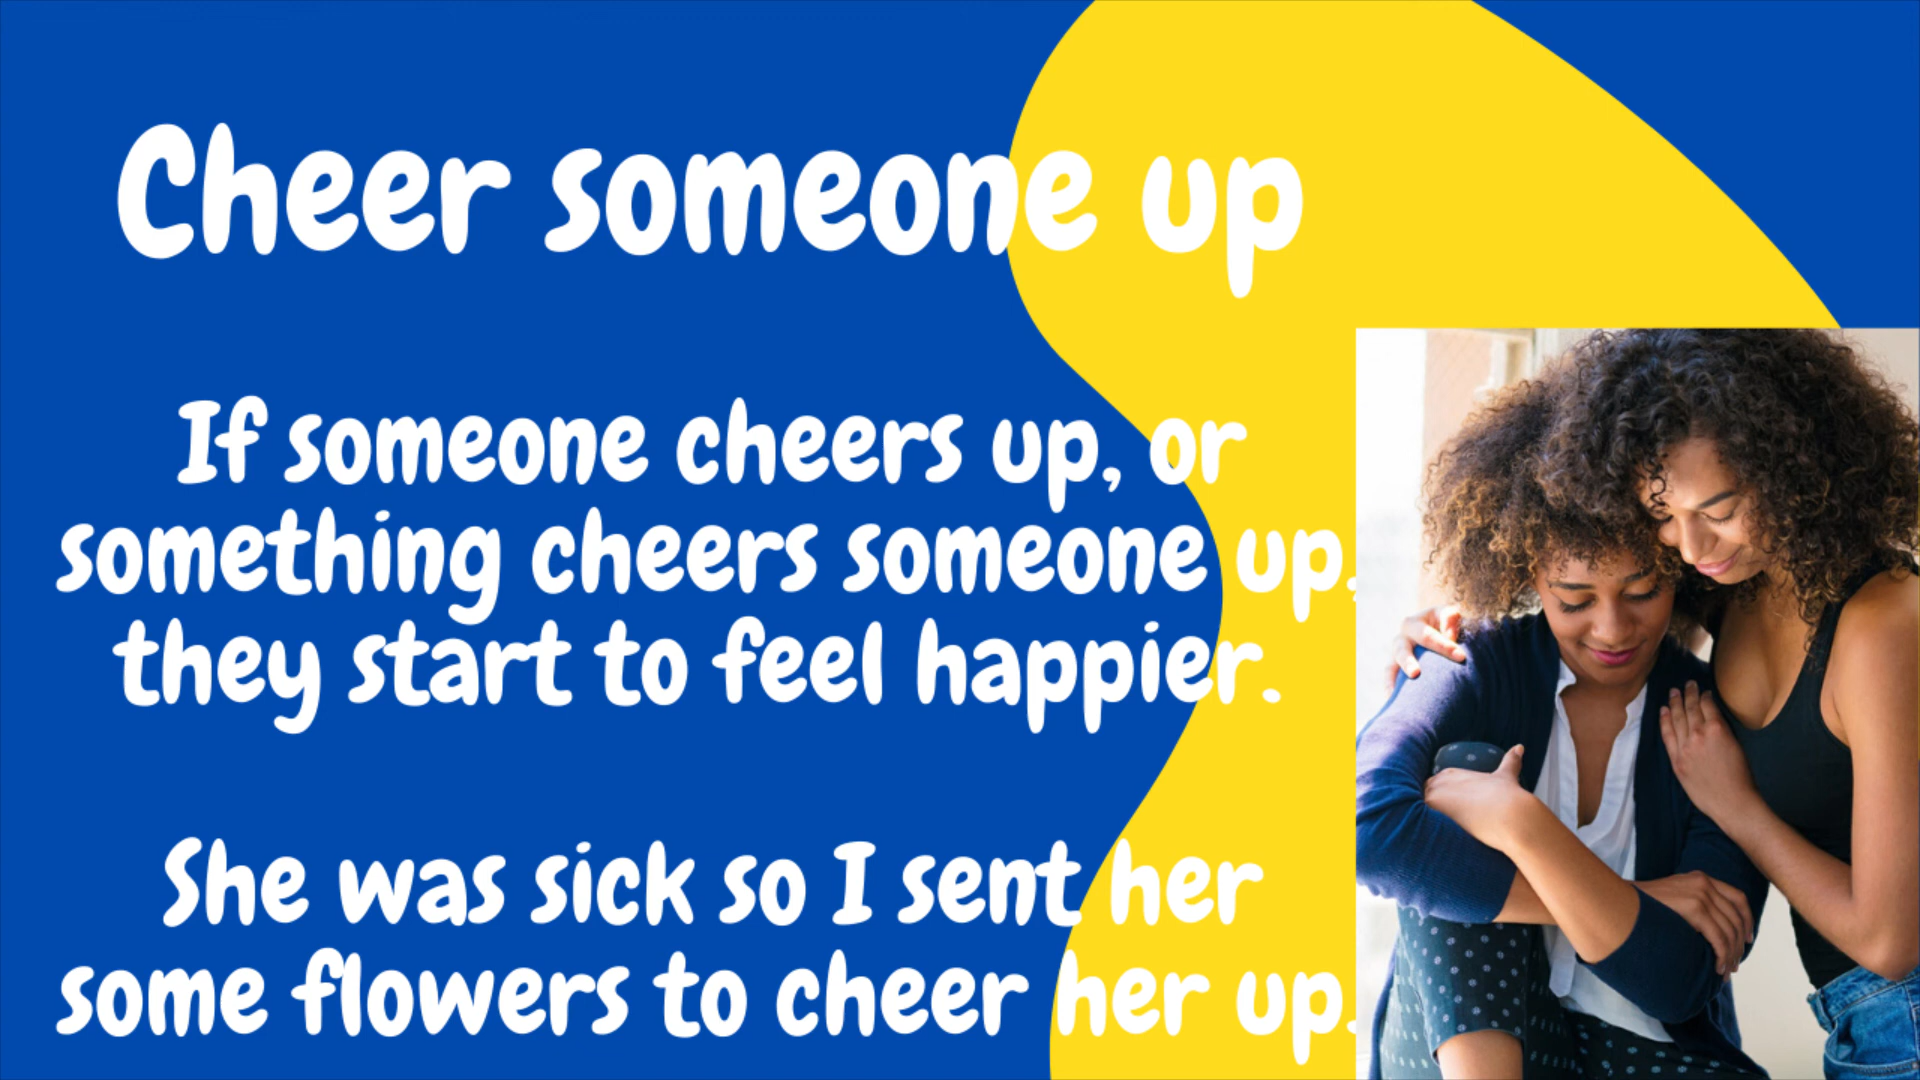 Cheer someone up
If someone cheers up, or
something cheers someone up,
they start to feel happier.
She was sick so I sent her
some flowers to cheer her up.